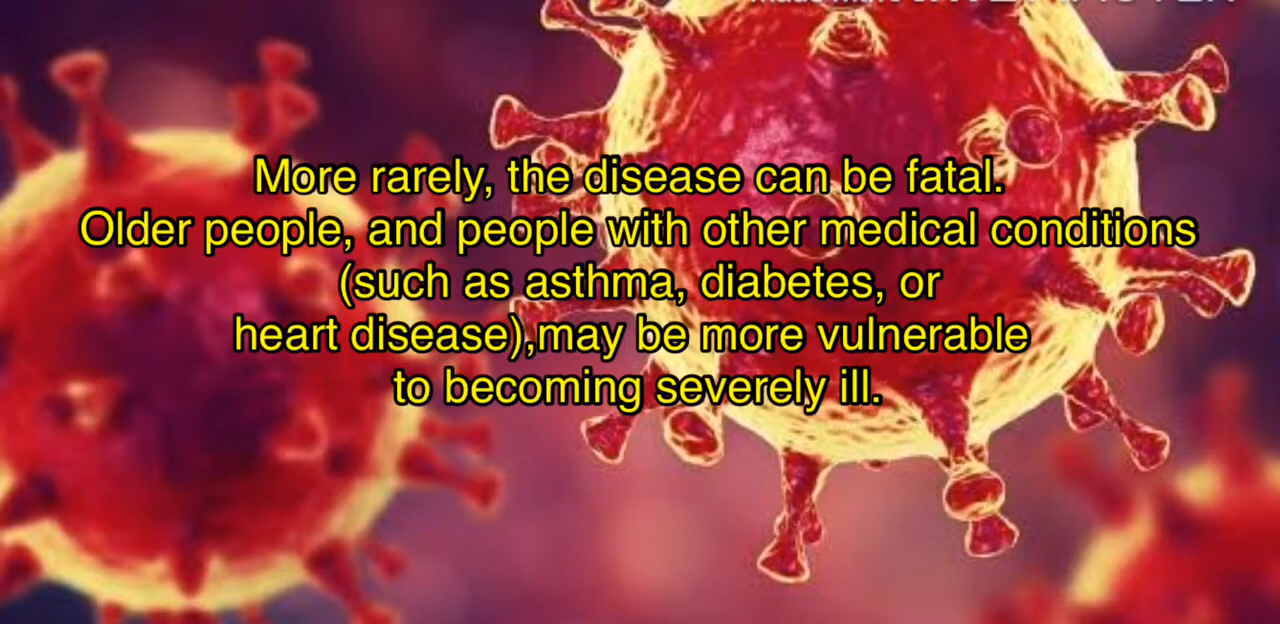 More rarely, the disease can be fatal.
Older people, and people with other medical conditions
(such as asthma, diabetes, or
heart disease),may be more vulnerable
to becoming severely ill.